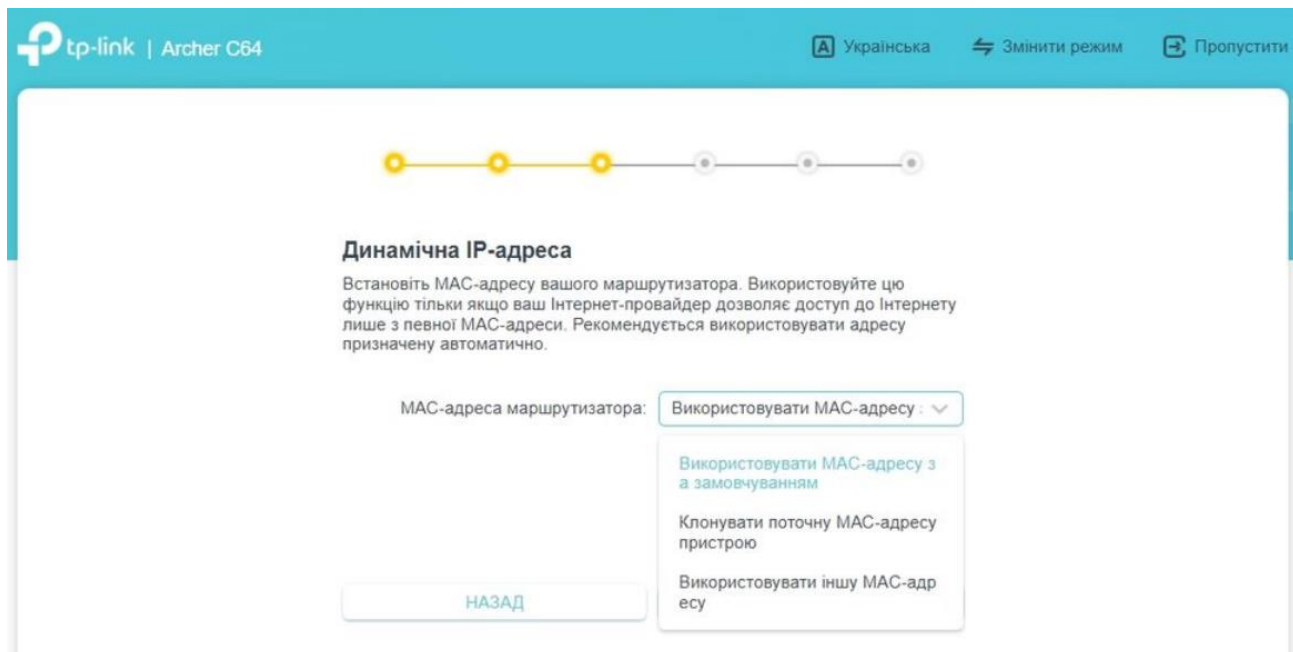 tp-link | Archer C64
Українська
Змінити режим
Пропустити
Динамічна IP-адреса
Встановіть MAC-адресу вашого маршрутизатора. Використовуйте цю
функцію тільки якщо ваш Інтернет-провайдер дозволяє доступ до Інтернету
лише з певної MAC-адреси. Рекомендується використовувати адресу
призначену автоматично.
MAC-адреса маршрутизатора: Використовувати MAC-адресу з
Використовувати MAC-адресу з
а замовчуванням
Клонувати поточну MAC-адресу
пристрою
Використовувати іншу MAC-адр
есу
НАЗАД